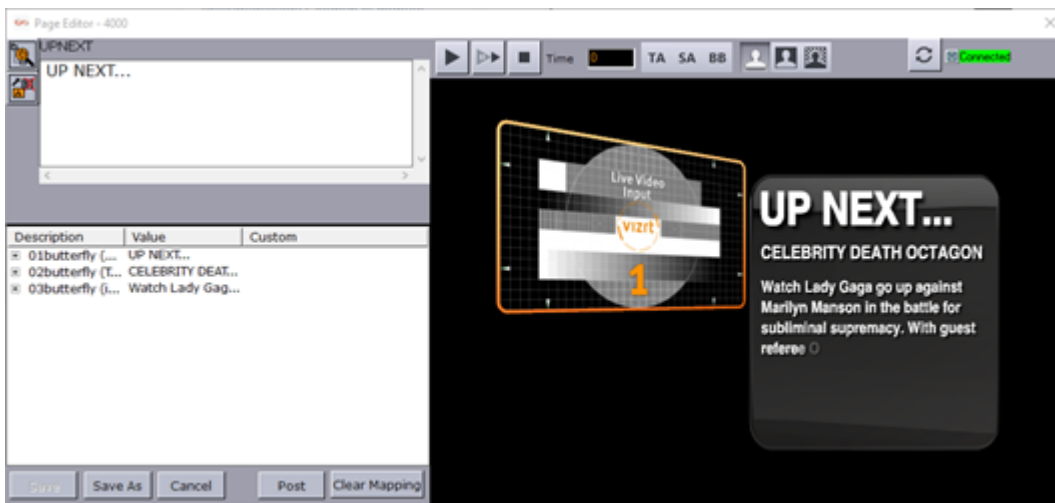 Page Editor - 4000
UPNEXT
UP NEXT...
Time 0 TA SA BB Connected
Description Value Custom
01butterfly (... UP NEXT...
02butterfly (T... CELEBRITY DEAT...
03butterfly (i... Watch Lady Gag...
Save Save As Cancel Post Clear Mapping
Live Video
Input
vizrt
1
UP NEXT...
CELEBRITY DEATH OCTAGON
Watch Lady Gaga go up against
Marilyn Manson in the battle for
subliminal supremacy. With guest
referee O